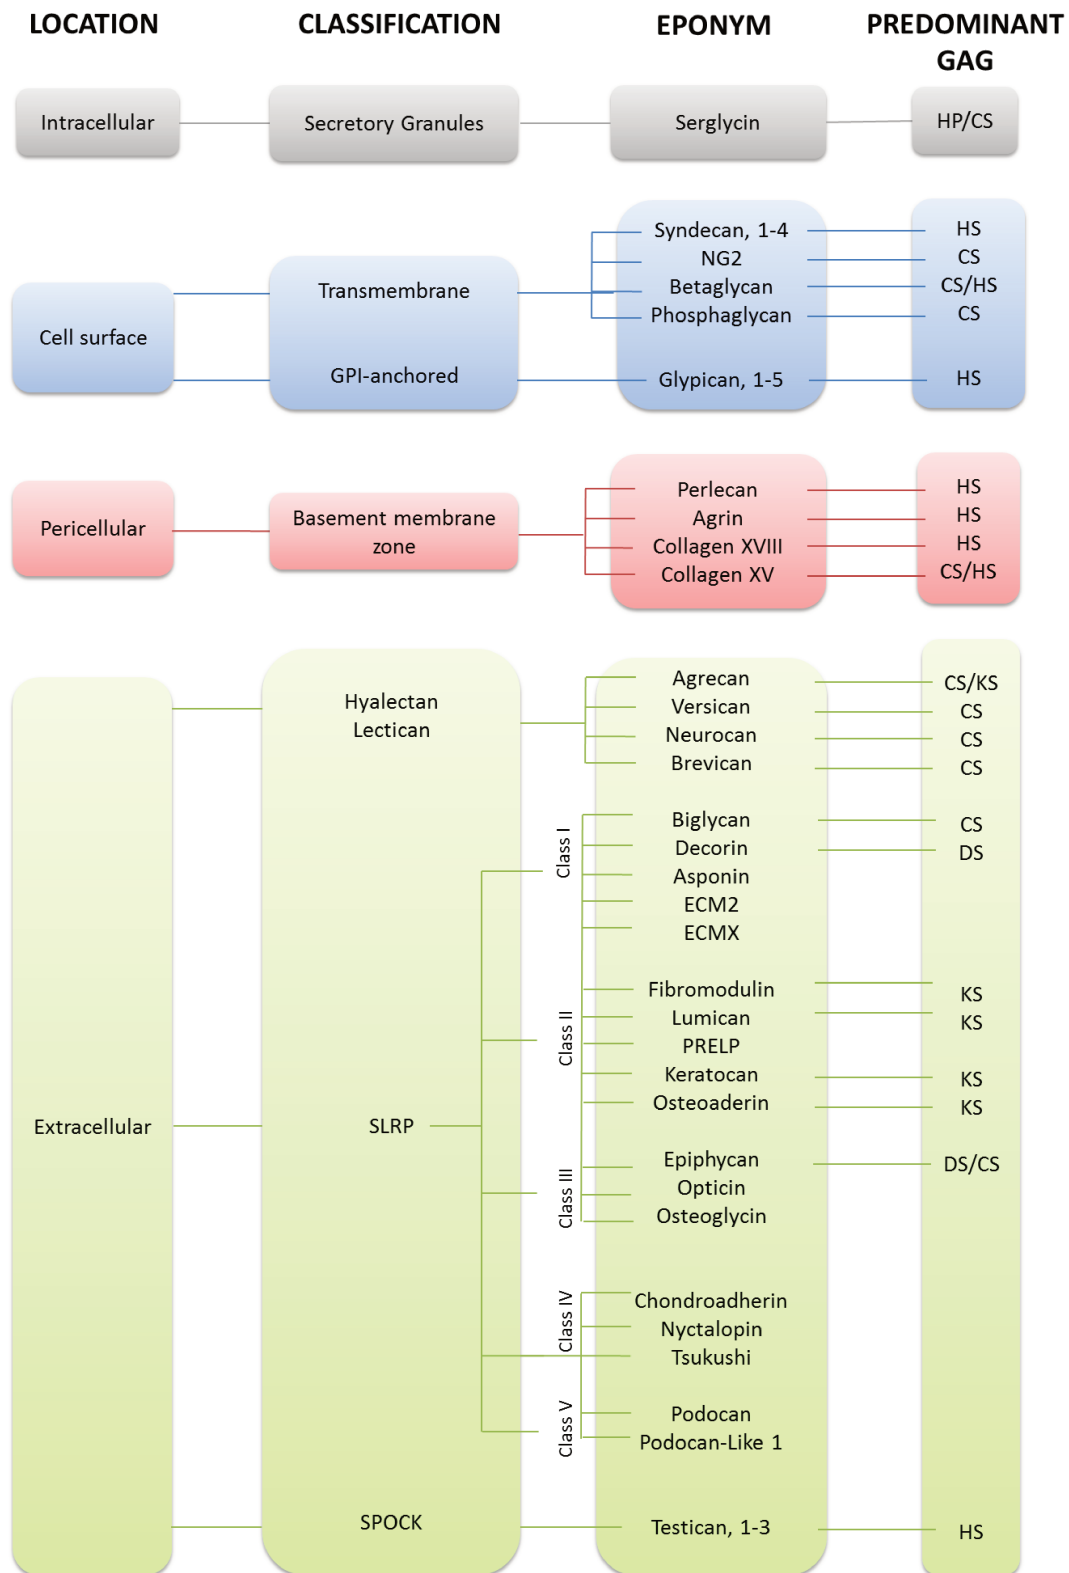 LOCATION
CLASSIFICATION
EPONYM
PREDOMINANT
GAG
Intracellular
Secretory Granules
Serglycin
HP/CS
Cell surface
Transmembrane
GPI-anchored
Syndecan, 1-4
NG2
Betaglycan
Phosphaglycan
Glypican, 1-5
HS
CS
CS/HS
CS
HS
Pericellular
Basement membrane
zone
Perlecan
Agrin
Collagen XVIII
Collagen XV
HS
HS
HS
CS/HS
Extracellular
Hyalectan
Lectican
SLRP
SPOCK
Class I
Class II
Class III
Class IV
Class V
Agrecan
Versican
Neurocan
Brevican
Biglycan
Decorin
Asponin
ECM2
ECMX
Fibromodulin
Lumican
PRELP
Keratocan
Osteoaderin
Epiphycan
Opticin
Osteoglycin
Chondroadherin
Nyctalopin
Tsukushi
Podocan
Podocan-Like 1
Testican, 1-3
CS/KS
CS
CS
CS
CS
DS
KS
KS
KS
KS
DS/CS
HS